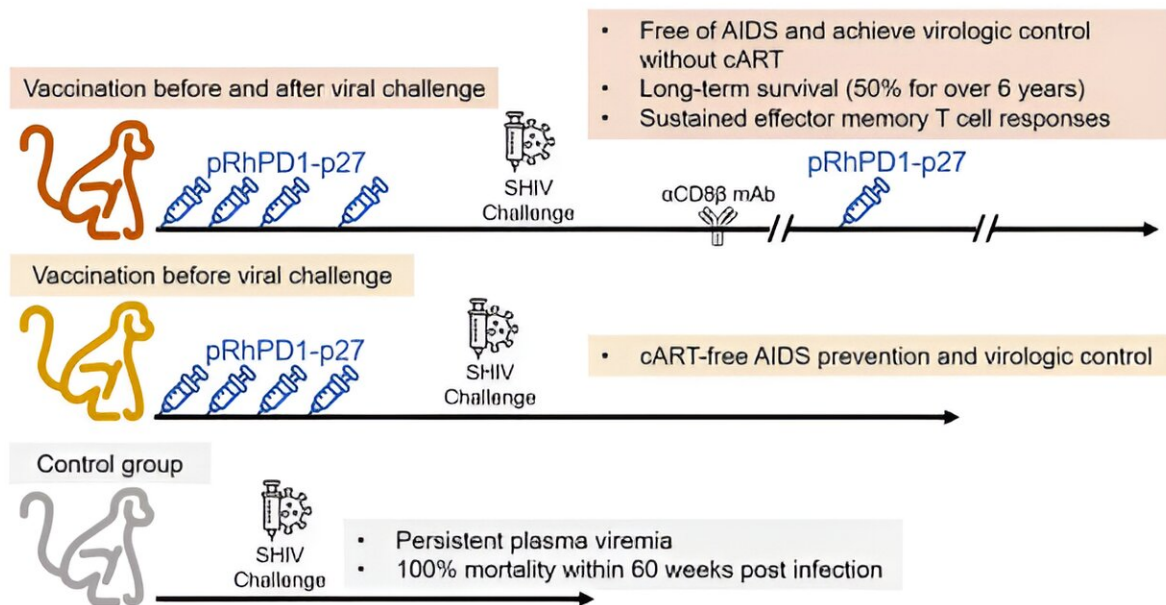 Vaccination before and after viral challenge
• Free of AIDS and achieve virologic control
without cART
• Long-term survival (50% for over 6 years)
• Sustained effector memory T cell responses
pRhPD1-p27
SHIV
Challenge
αCD8β mAb
pRhPD1-p27
Vaccination before viral challenge
pRhPD1-p27
SHIV
Challenge
• cART-free AIDS prevention and virologic control
Control group
SHIV
Challenge
• Persistent plasma viremia
• 100% mortality within 60 weeks post infection